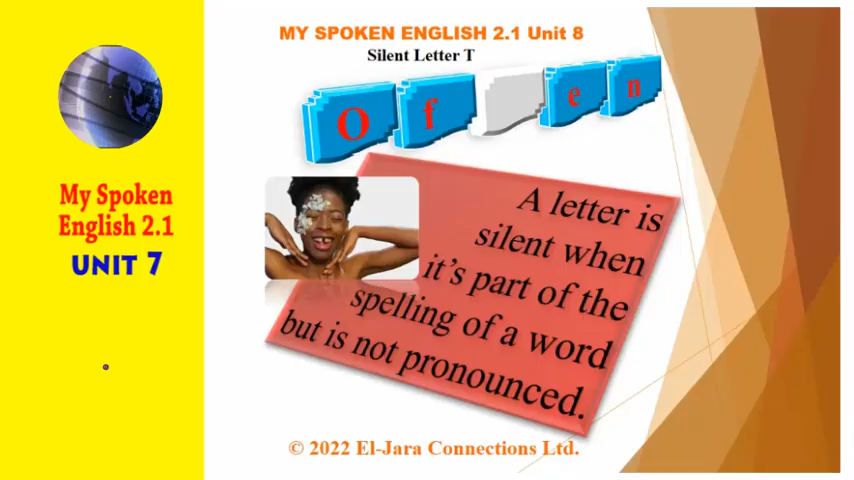 My Spoken
English 2.1
UNIT 7
MY SPOKEN ENGLISH 2.1 Unit 8
Silent Letter T
O f e n
A letter is
silent when
it's part of the
spelling of a word
but is not pronounced.
© 2022 El-Jara Connections Ltd.